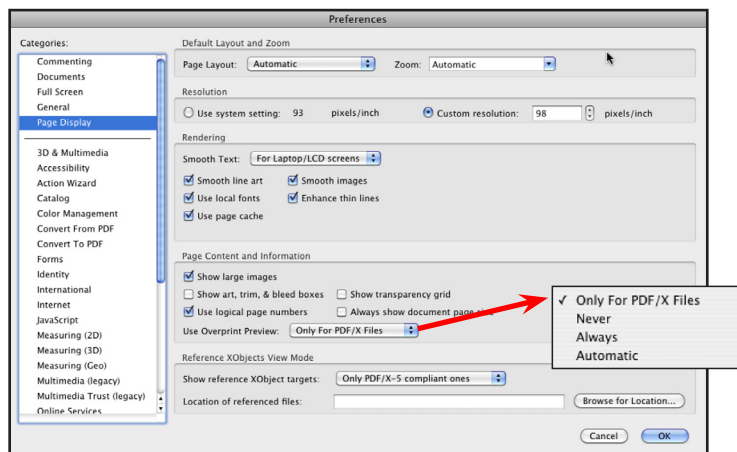 Preferences
Categories:
Commenting
Documents
Full Screen
General
Page Display
3D & Multimedia
Accessibility
Action Wizard
Catalog
Color Management
Convert From PDF
Convert To PDF
Forms
Identity
International
Internet
JavaScript
Measuring (2D)
Measuring (3D)
Measuring (Geo)
Multimedia (legacy)
Multimedia Trust (legacy)
Online Services
Default Layout and Zoom
Page Layout: Automatic Zoom: Automatic
Resolution
Use system setting: 93 pixels/inch Custom resolution: 98 pixels/inch
Rendering
Smooth Text: For Laptop/LCD screens
Smooth line art Smooth images
Use local fonts Enhance thin lines
Use page cache
Page Content and Information
Show large images
Show art, trim, & bleed boxes Show transparency grid
Use logical page numbers Always show document page size
Use Overprint Preview: Only For PDF/X Files
Reference XObjects View Mode
Show reference XObject targets: Only PDF/X-5 compliant ones
Location of referenced files: Browse for Location...
Cancel OK
✓ Only For PDF/X Files
Never
Always
Automatic